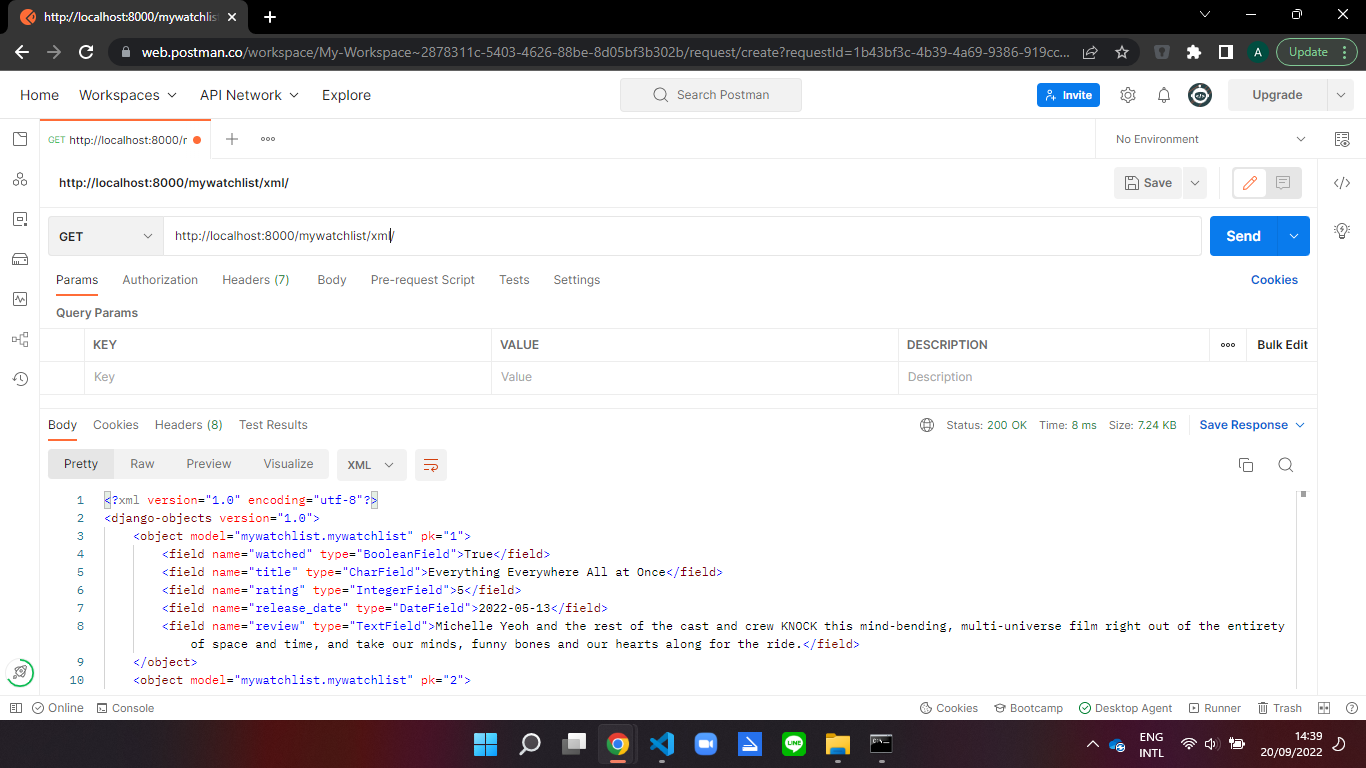 http://localhost:8000/mywatchlist
web.postman.co/workspace/My-Workspace~2878311c-5403-4626-88be-8d05bf3b302b/request/create?requestId=1b43bf3c-4b39-4a69-9386-919cc...
A
Update
Home
Workspaces
API Network
Explore
Search Postman
Invite
Upgrade
GET http://localhost:8000/r
No Environment
http://localhost:8000/mywatchlist/xml/
Save
GET
http://localhost:8000/mywatchlist/xml/
Send
Params
Authorization
Headers (7)
Body
Pre-request Script
Tests
Settings
Cookies
Query Params
KEY
VALUE
DESCRIPTION
Bulk Edit
Key
Value
Description
Body
Cookies
Headers (8)
Test Results
Status: 200 OK
Time: 8 ms
Size: 7.24 KB
Save Response
Pretty
Raw
Preview
Visualize
XML
1 <?xml version="1.0" encoding="utf-8"?>
2 <django-objects version="1.0">
3 <object model="mywatchlist.mywatchlist" pk="1">
4 <field name="watched" type="BooleanField">True</field>
5 <field name="title" type="CharField">Everything Everywhere All at Once</field>
6 <field name="rating" type="IntegerField">5</field>
7 <field name="release_date" type="DateField">2022-05-13</field>
8 <field name="review" type="TextField">Michelle Yeoh and the rest of the cast and crew KNOCK this mind-bending, multi-universe film right out of the entirety
of space and time, and take our minds, funny bones and our hearts along for the ride.</field>
9 </object>
10 <object model="mywatchlist.mywatchlist" pk="2">
Online
Console
Cookies
Bootcamp
Desktop Agent
Runner
Trash
LINE
ENG
INTL
14:39
20/09/2022